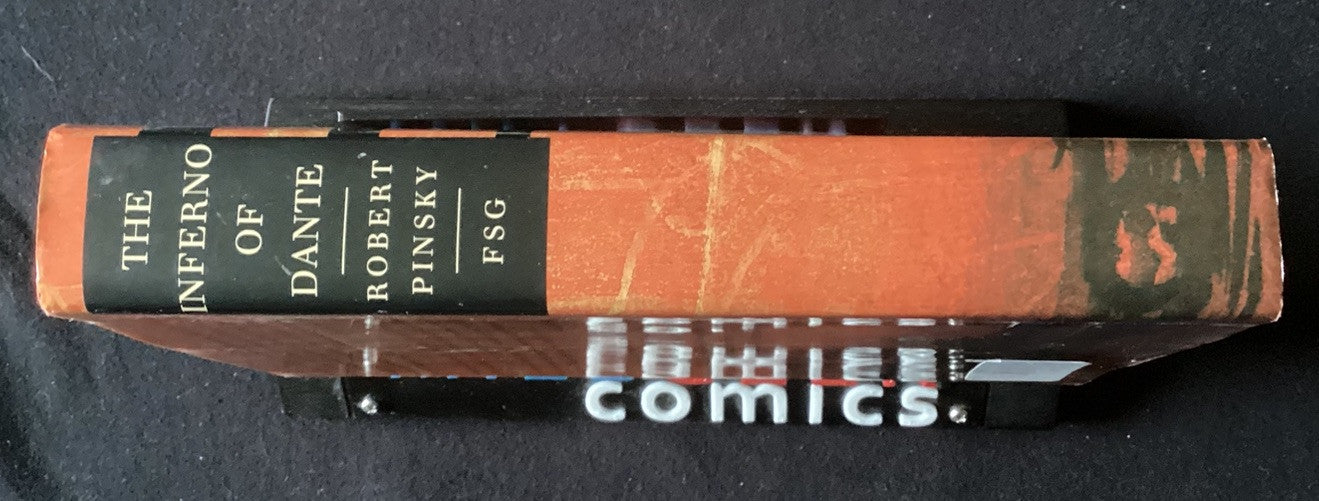 THE
INFERNO
OF
DANTE
ROBERT
PINSKY
FSG
comics